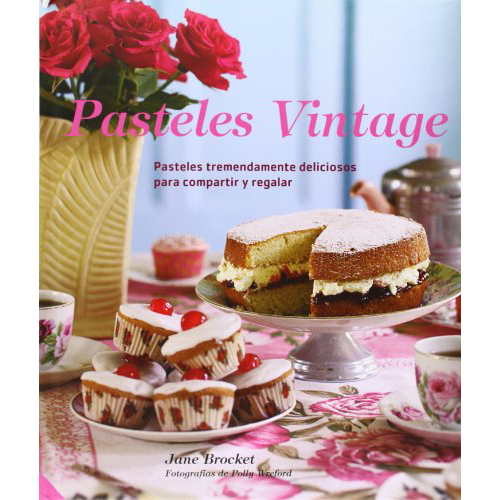 Pasteles Vintage
Pasteles tremendamente deliciosos
para compartir y regalar
Jane Brocket
Fotografías de Polly Wreford